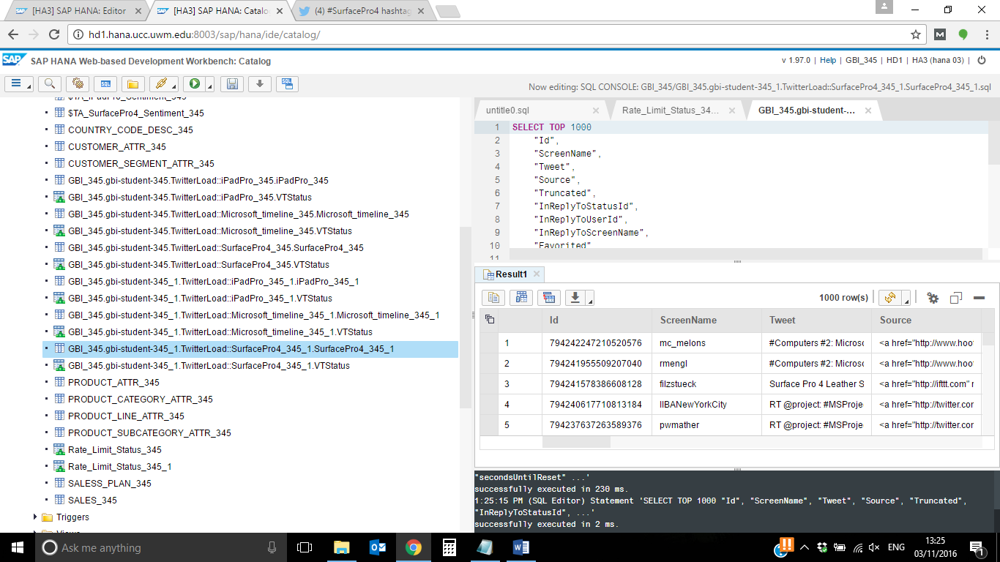 [HA3] SAP HANA: Editor
[HA3] SAP HANA: Catalo
(4) #SurfacePro4 hashtag
hd1.hana.ucc.uwm.edu:8003/sap/hana/ide/catalog/
SAP SAP HANA Web-based Development Workbench: Catalog
v 1.97.0 | Help | GBI_345 | HD1 | HA3 (hana 03) |
Now editing: SQL CONSOLE: GBI_345/GBI_345.gbi-student-345_1.TwitterLoad::SurfacePro4_345_1.SurfacePro4_345_1.sql
$TA_iPadPro_Sentiment_345
$TA_SurfacePro4_Sentiment_345
COUNTRY_CODE_DESC_345
CUSTOMER_ATTR_345
CUSTOMER_SEGMENT_ATTR_345
GBI_345.gbi-student-345.TwitterLoad::iPadPro_345.iPadPro_345
GBI_345.gbi-student-345.TwitterLoad::iPadPro_345.VTStatus
GBI_345.gbi-student-345.TwitterLoad::Microsoft_timeline_345.Microsoft_timeline_345
GBI_345.gbi-student-345.TwitterLoad::Microsoft_timeline_345.VTStatus
GBI_345.gbi-student-345.TwitterLoad::SurfacePro4_345.SurfacePro4_345
GBI_345.gbi-student-345.TwitterLoad::SurfacePro4_345.VTStatus
GBI_345.gbi-student-345_1.TwitterLoad::iPadPro_345_1.iPadPro_345_1
GBI_345.gbi-student-345_1.TwitterLoad::iPadPro_345_1.VTStatus
GBI_345.gbi-student-345_1.TwitterLoad::Microsoft_timeline_345_1.Microsoft_timeline_345_1
GBI_345.gbi-student-345_1.TwitterLoad::Microsoft_timeline_345_1.VTStatus
GBI_345.gbi-student-345_1.TwitterLoad::SurfacePro4_345_1.SurfacePro4_345_1
GBI_345.gbi-student-345_1.TwitterLoad::SurfacePro4_345_1.VTStatus
PRODUCT_ATTR_345
PRODUCT_CATEGORY_ATTR_345
PRODUCT_LINE_ATTR_345
PRODUCT_SUBCATEGORY_ATTR_345
Rate_Limit_Status_345
Rate_Limit_Status_345_1
SALESS_PLAN_345
SALES_345
Triggers
Views
untitle0.sql
Rate_Limit_Status_34...
GBI_345.gbi-student-...
1 SELECT TOP 1000
2 "Id",
3 "ScreenName",
4 "Tweet",
5 "Source",
6 "Truncated",
7 "InReplyToStatusId",
8 "InReplyToUserId",
9 "InReplyToScreenName",
10 "Favorited"
11
Result1
1000 row(s)
Id ScreenName Tweet Source
1 794242247210520576 mc_melons #Computers #2: Microsc <a href="http://www.hoo
2 794241955509207040 rmengl #Computers #2: Microsc <a href="http://www.hoo
3 794241578386608128 filzstueck Surface Pro 4 Leather S <a href="http://ifttt.com" r
4 794240617710813184 IIBANewYorkCity RT @project: #MSProje <a href="http://twitter.cor
5 794237637263589376 pwmather RT @project: #MSProje <a href="http://twitter.cor
"secondsUntilReset" ...'
successfully executed in 230 ms.
1:25:15 PM (SQL Editor) Statement 'SELECT TOP 1000 "Id", "ScreenName", "Tweet", "Source", "Truncated",
"InReplyToStatusId", ...'
successfully executed in 2 ms.
Ask me anything
ENG
13:25
03/11/2016
1